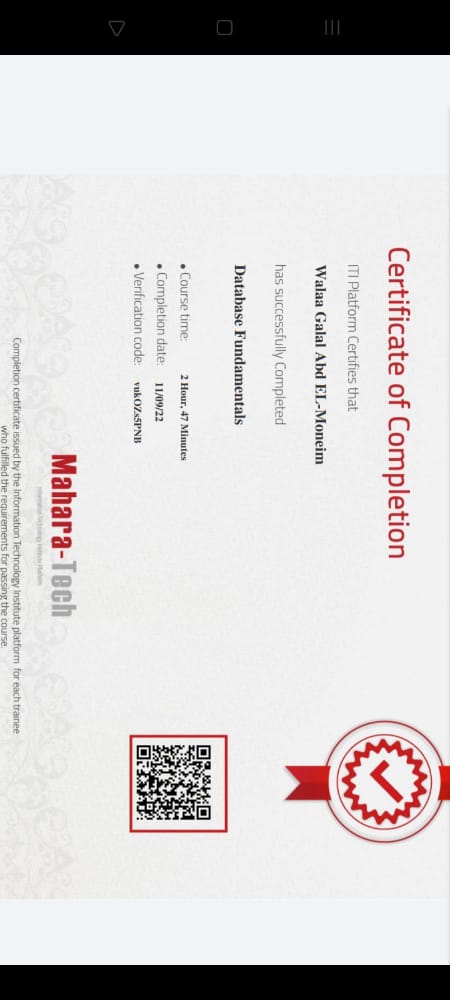 Certificate of Completion
ITI Platform Certifies that
Walaa Galal Abd EL-Moneim
has successfully Completed
Database Fundamentals
• Course time: 2 Hour, 47 Minutes
• Completion date: 11/09/22
• Verification code: vukOZs5PNB
Mahara-Tech
Information Technology Institute Platform
Completion certificate issued by the Information Technology Institute platform for each trainee
who fulfilled the requirements for passing the course.